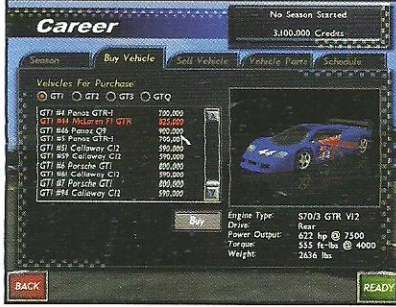 Career
No Season Started
3.100.000 Credits
Season
Buy Vehicle
Sell Vehicle
Vehicle Parts
Schedule
Vehicles For Purchase:
GT1 GT2 GT3 GTQ
GT1 #4 Panoz GTR-1 700,000
GT1 #44 McLaren F1 GTR 825,000
GT1 #46 Panoz Q9 900,000
GT1 #5 Panoz GTR-1 700,000
GT1 #51 Callaway C12 590,000
GT1 #59 Callaway C12 590,000
GT1 #6 Porsche GT1 800,000
GT1 #61 Callaway C12 590,000
GT1 #7 Porsche GT1 800,000
GT1 #94 Callaway C12 590,000
Buy
Engine Type: S70/3 GTR V12
Drive: Rear
Power Output: 622 hp @ 7500
Torque: 555 ft-lbs @ 4000
Weight: 2636 lbs
BACK
READY